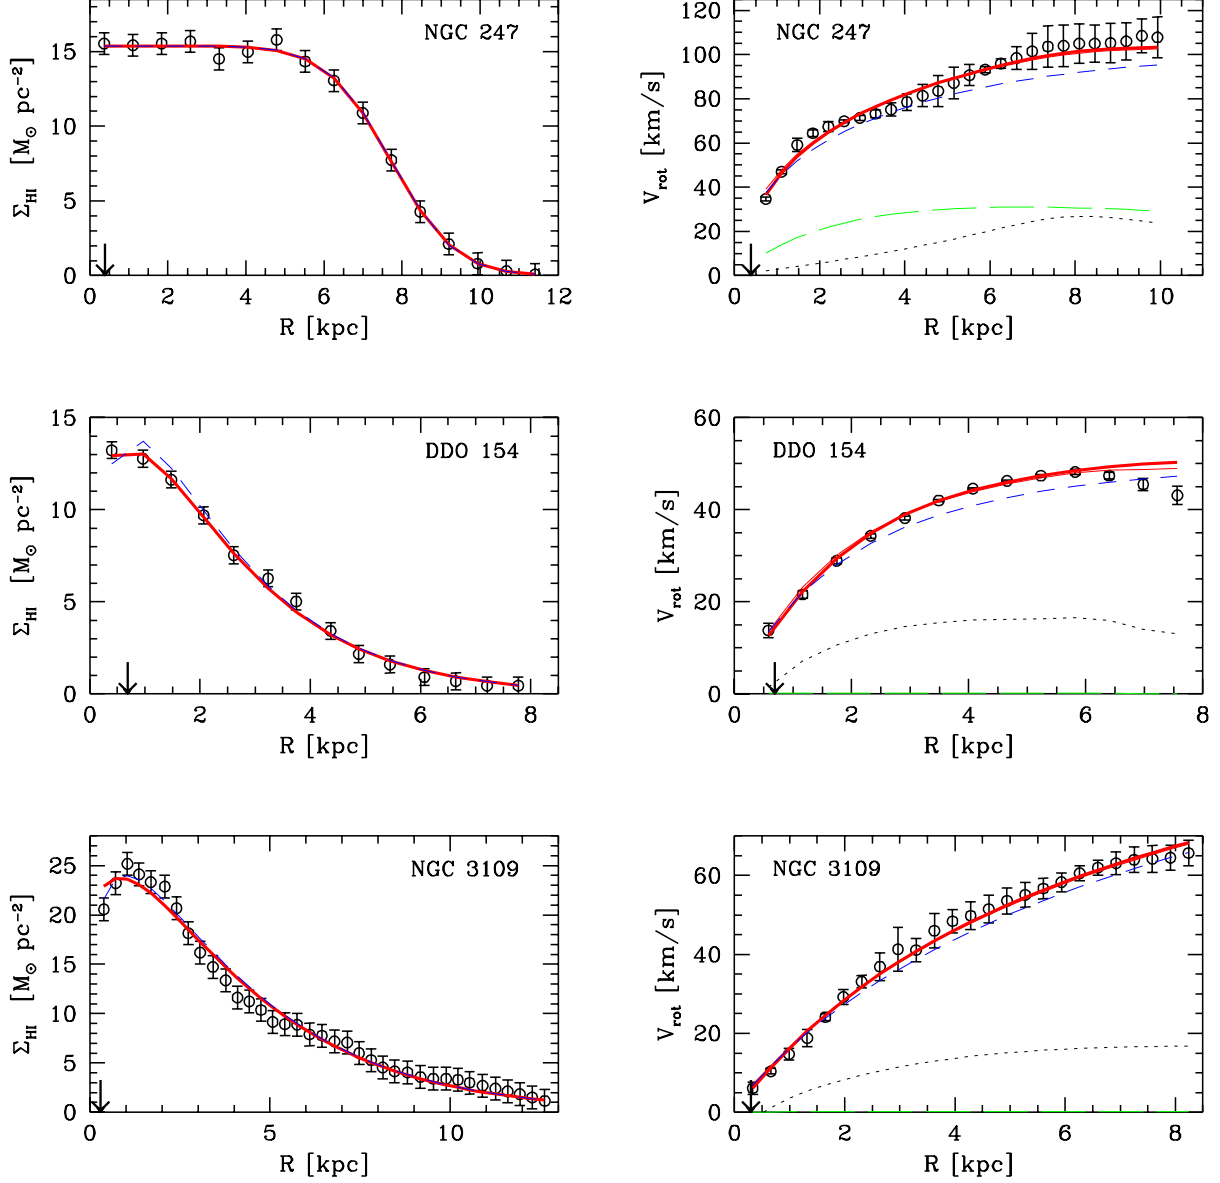 NGC 247
15
10
5
0
Σ_HI [M⊙ pc⁻²]
0 2 4 6 8 10 12
R [kpc]
NGC 247
120
100
80
60
40
20
0
V_rot [km/s]
0 2 4 6 8 10
R [kpc]
DDO 154
15
10
5
0
Σ_HI [M⊙ pc⁻²]
0 2 4 6 8
R [kpc]
DDO 154
60
40
20
0
V_rot [km/s]
0 2 4 6 8
R [kpc]
NGC 3109
25
20
15
10
5
0
Σ_HI [M⊙ pc⁻²]
0 5 10
R [kpc]
NGC 3109
60
40
20
0
V_rot [km/s]
0 2 4 6 8
R [kpc]